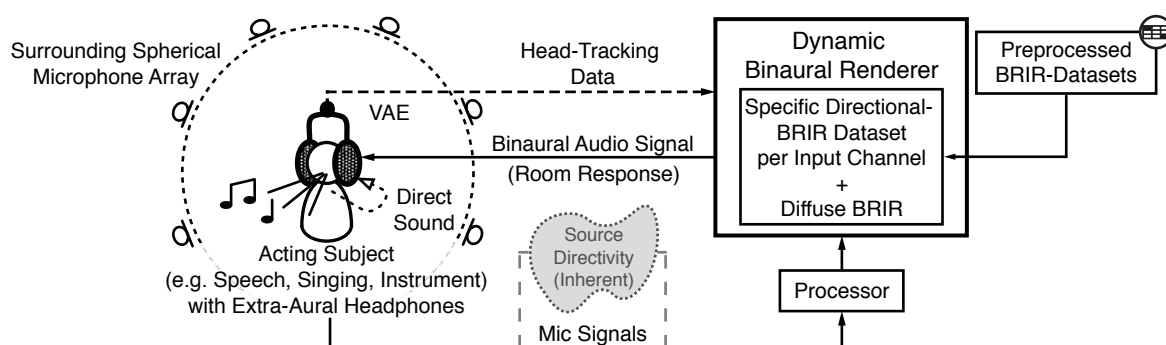 Surrounding Spherical
Microphone Array
VAE
Direct
Sound
Acting Subject
(e.g. Speech, Singing, Instrument)
with Extra-Aural Headphones
Head-Tracking
Data
Binaural Audio Signal
(Room Response)
Source
Directivity
(Inherent)
Mic Signals
Dynamic
Binaural Renderer
Specific Directional-
BRIR Dataset
per Input Channel
+
Diffuse BRIR
Processor
Preprocessed
BRIR-Datasets